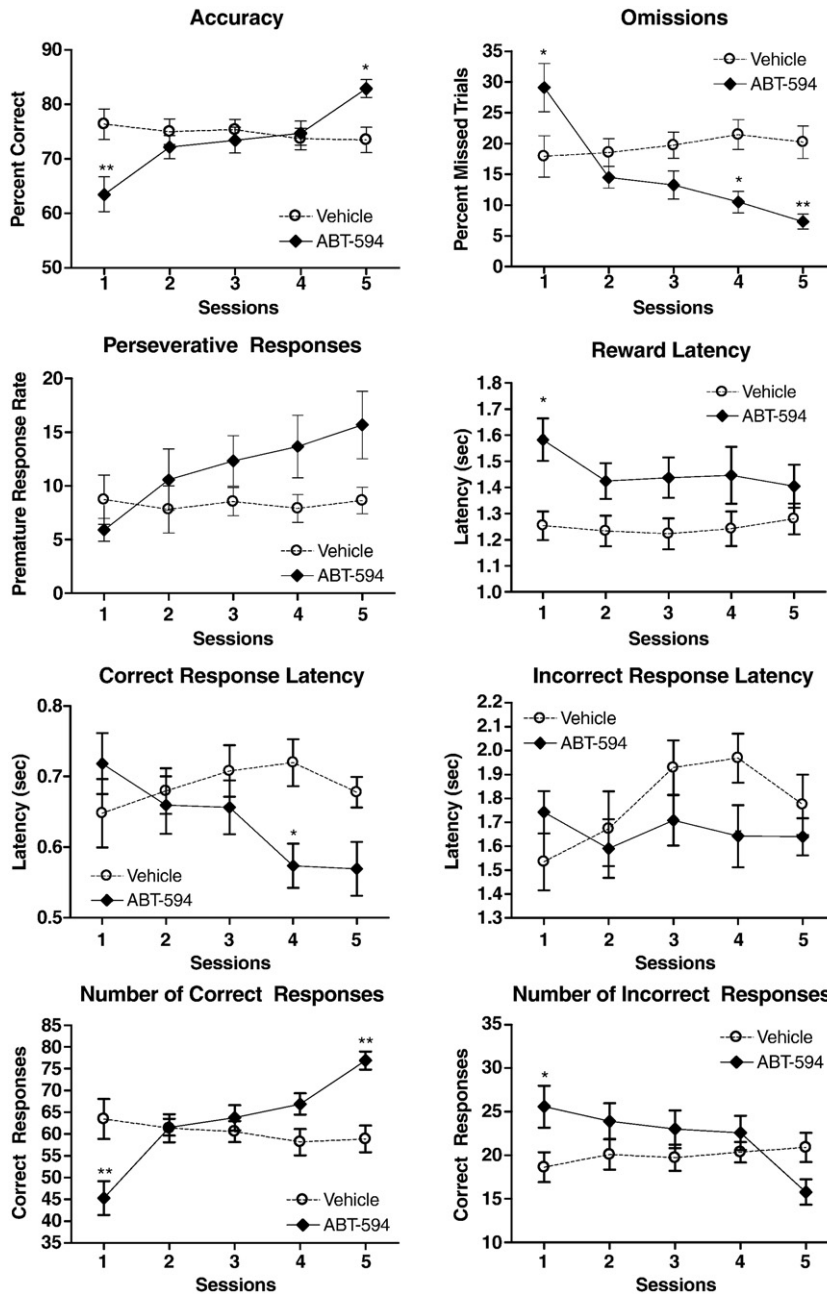 Accuracy
Percent Correct
90
80
70
60
50
**
*
Vehicle
ABT-594
1 2 3 4 5
Sessions
Omissions
Percent Missed Trials
35
30
25
20
15
10
5
0
*
*
**
Vehicle
ABT-594
1 2 3 4 5
Sessions
Perseverative Responses
Premature Response Rate
20
15
10
5
0
Vehicle
ABT-594
1 2 3 4 5
Sessions
Reward Latency
Latency (sec)
1.8
1.7
1.6
1.5
1.4
1.3
1.2
1.1
1.0
*
Vehicle
ABT-594
1 2 3 4 5
Sessions
Correct Response Latency
Latency (sec)
0.8
0.7
0.6
0.5
*
Vehicle
ABT-594
1 2 3 4 5
Sessions
Incorrect Response Latency
Latency (sec)
2.2
2.1
2.0
1.9
1.8
1.7
1.6
1.5
1.4
1.3
Vehicle
ABT-594
1 2 3 4 5
Sessions
Number of Correct Responses
Correct Responses
85
80
75
70
65
60
55
50
45
40
35
**
**
Vehicle
ABT-594
1 2 3 4 5
Sessions
Number of Incorrect Responses
Correct Responses
35
30
25
20
15
10
*
Vehicle
ABT-594
1 2 3 4 5
Sessions